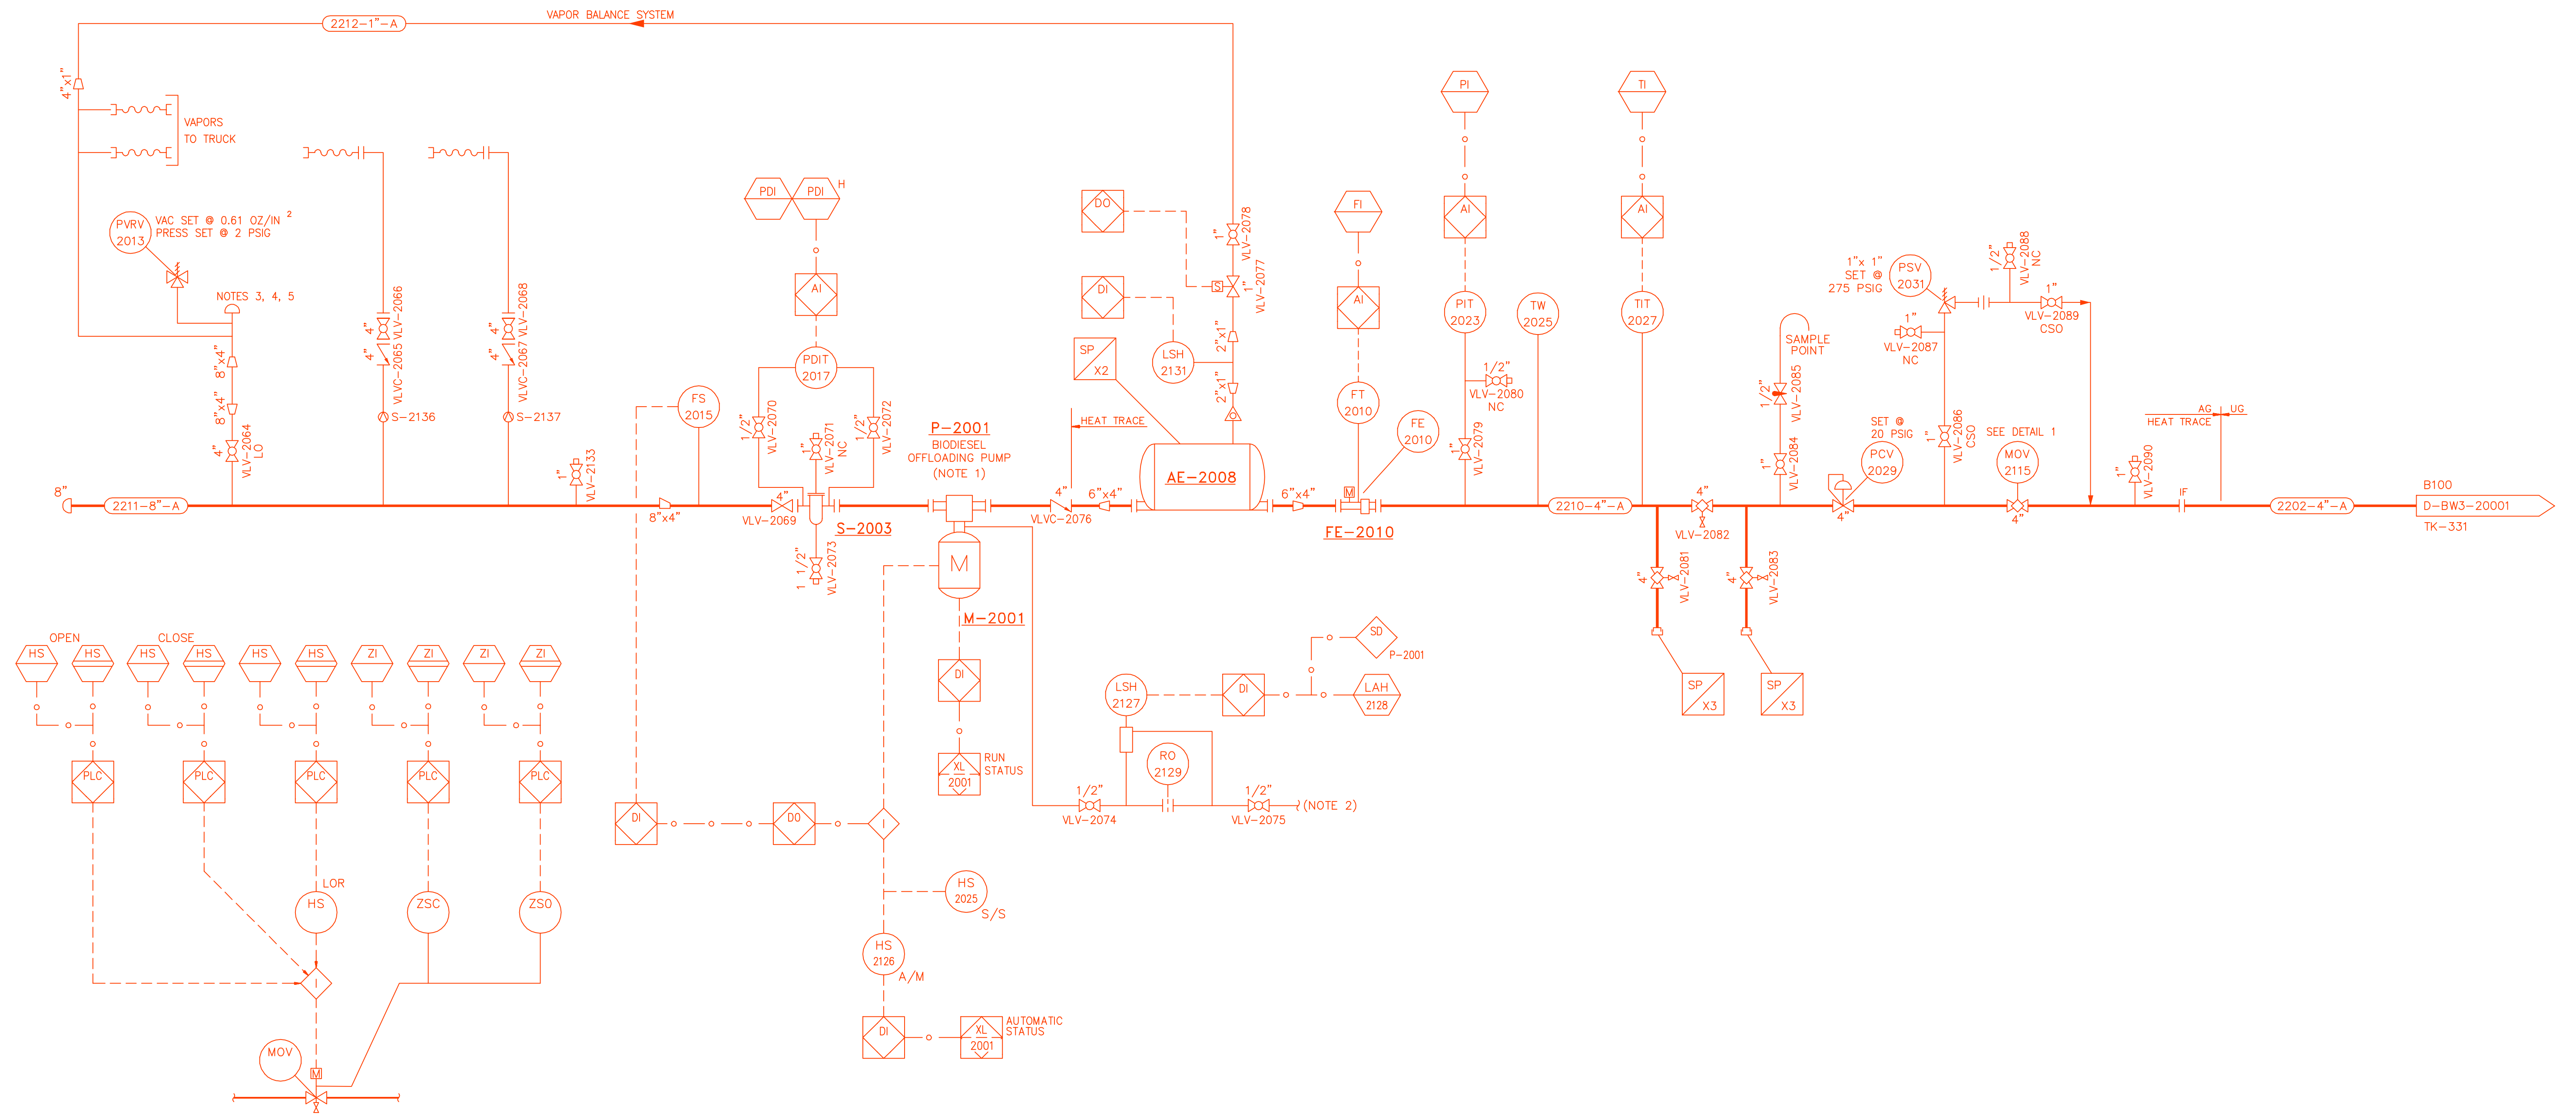 VAPOR BALANCE SYSTEM
2212-1"-A
4"x1"
VAPORS
TO TRUCK
PVRV
2013
VAC SET @ 0.61 OZ/IN 2
PRESS SET @ 2 PSIG
NOTES 3, 4, 5
8"x4"
8"x4"
4"
VLV-2064
LO
8"
2211-8"-A
4"
VLV-2066
4"
VLVC-2065
S-2136
4"
VLV-2068
4"
VLVC-2067
S-2137
1"
VLV-2133
8"x4"
FS
2015
PDI
PDI
H
AI
PDIT
2017
1/2"
VLV-2070
1"
VLV-2071
NC
1/2"
VLV-2072
4"
VLV-2069
S-2003
1 1/2"
VLV-2073
P-2001
BIODIESEL
OFFLOADING PUMP
(NOTE 1)
M
M-2001
DI
XL
2001
RUN
STATUS
HEAT TRACE
4"
VLVC-2076
6"x4"
AE-2008
6"x4"
SP
X2
DO
DI
LSH
2131
S
1"
VLV-2078
1"
VLV-2077
2"x1"
2"x1"
FI
AI
FT
2010
FE
2010
M
FE-2010
PI
AI
PIT
2023
1/2"
VLV-2080
NC
1"
VLV-2079
TW
2025
TI
AI
TIT
2027
2210-4"-A
4"
VLV-2082
4"
VLV-2081
4"
VLV-2083
SP
X3
SP
X3
SAMPLE
POINT
1/2"
VLV-2085
1"
VLV-2084
SET @
20 PSIG
PCV
2029
4"
1"x 1"
SET @
275 PSIG
PSV
2031
1"
VLV-2087
NC
1/2"
VLV-2088
NC
1"
VLV-2089
CSO
1"
VLV-2086
CSO
SEE DETAIL 1
MOV
2115
4"
1"
VLV-2090
IF
AG
UG
HEAT TRACE
2202-4"-A
B100
D-BW3-20001
TK-331
OPEN
CLOSE
HS
HS
HS
HS
HS
HS
ZI
ZI
ZI
ZI
PLC
PLC
PLC
PLC
PLC
LOR
HS
ZSC
ZSO
I
MOV
M
DI
DO
I
HS
2025
S/S
HS
2126
A/M
DI
XL
2001
AUTOMATIC
STATUS
SD
P-2001
LSH
2127
DI
LAH
2128
RO
2129
1/2"
VLV-2074
1/2"
VLV-2075
(NOTE 2)